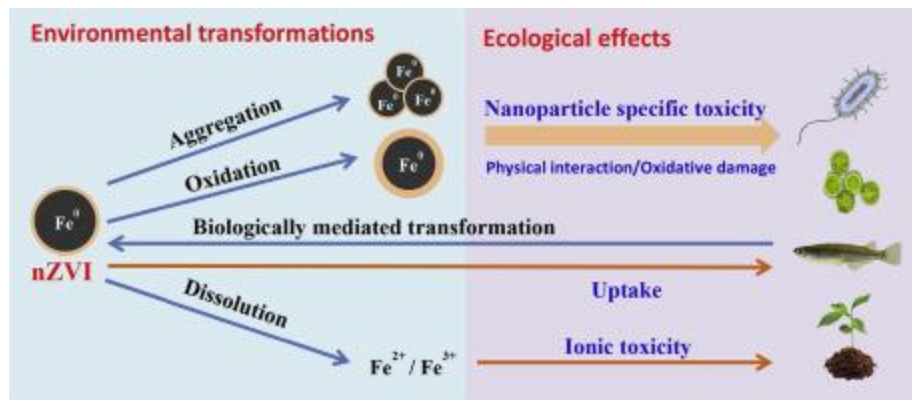 Environmental transformations
Ecological effects
Fe⁰
Fe⁰
Fe⁰
Aggregation
Nanoparticle specific toxicity
Oxidation
Fe⁰
Physical interaction/Oxidative damage
Fe⁰
Biologically mediated transformation
nZVI
Uptake
Dissolution
Ionic toxicity
Fe²⁺ / Fe³⁺